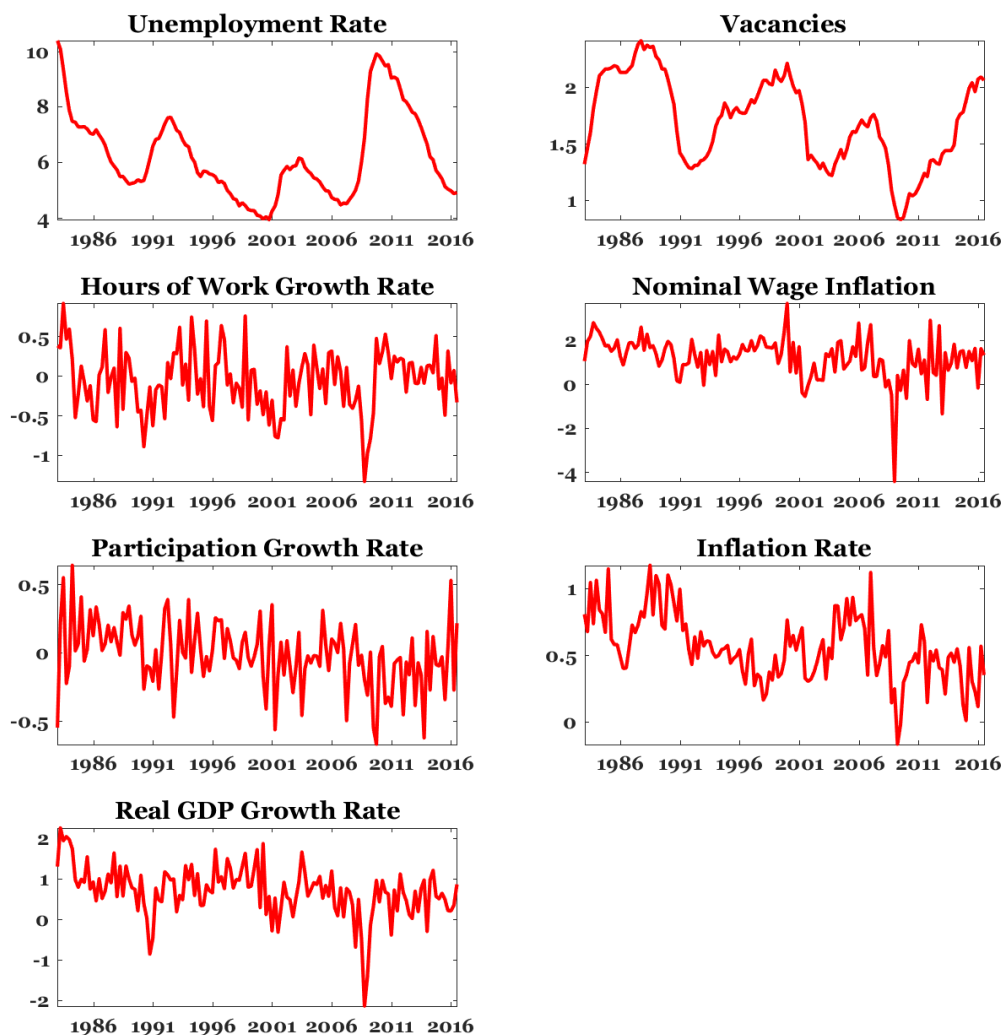 Unemployment Rate
10
8
6
4
1986 1991 1996 2001 2006 2011 2016
Vacancies
2
1.5
1
1986 1991 1996 2001 2006 2011 2016
Hours of Work Growth Rate
0.5
0
-0.5
-1
1986 1991 1996 2001 2006 2011 2016
Nominal Wage Inflation
2
0
-2
-4
1986 1991 1996 2001 2006 2011 2016
Participation Growth Rate
0.5
0
-0.5
1986 1991 1996 2001 2006 2011 2016
Inflation Rate
1
0.5
0
1986 1991 1996 2001 2006 2011 2016
Real GDP Growth Rate
2
1
0
-1
-2
1986 1991 1996 2001 2006 2011 2016